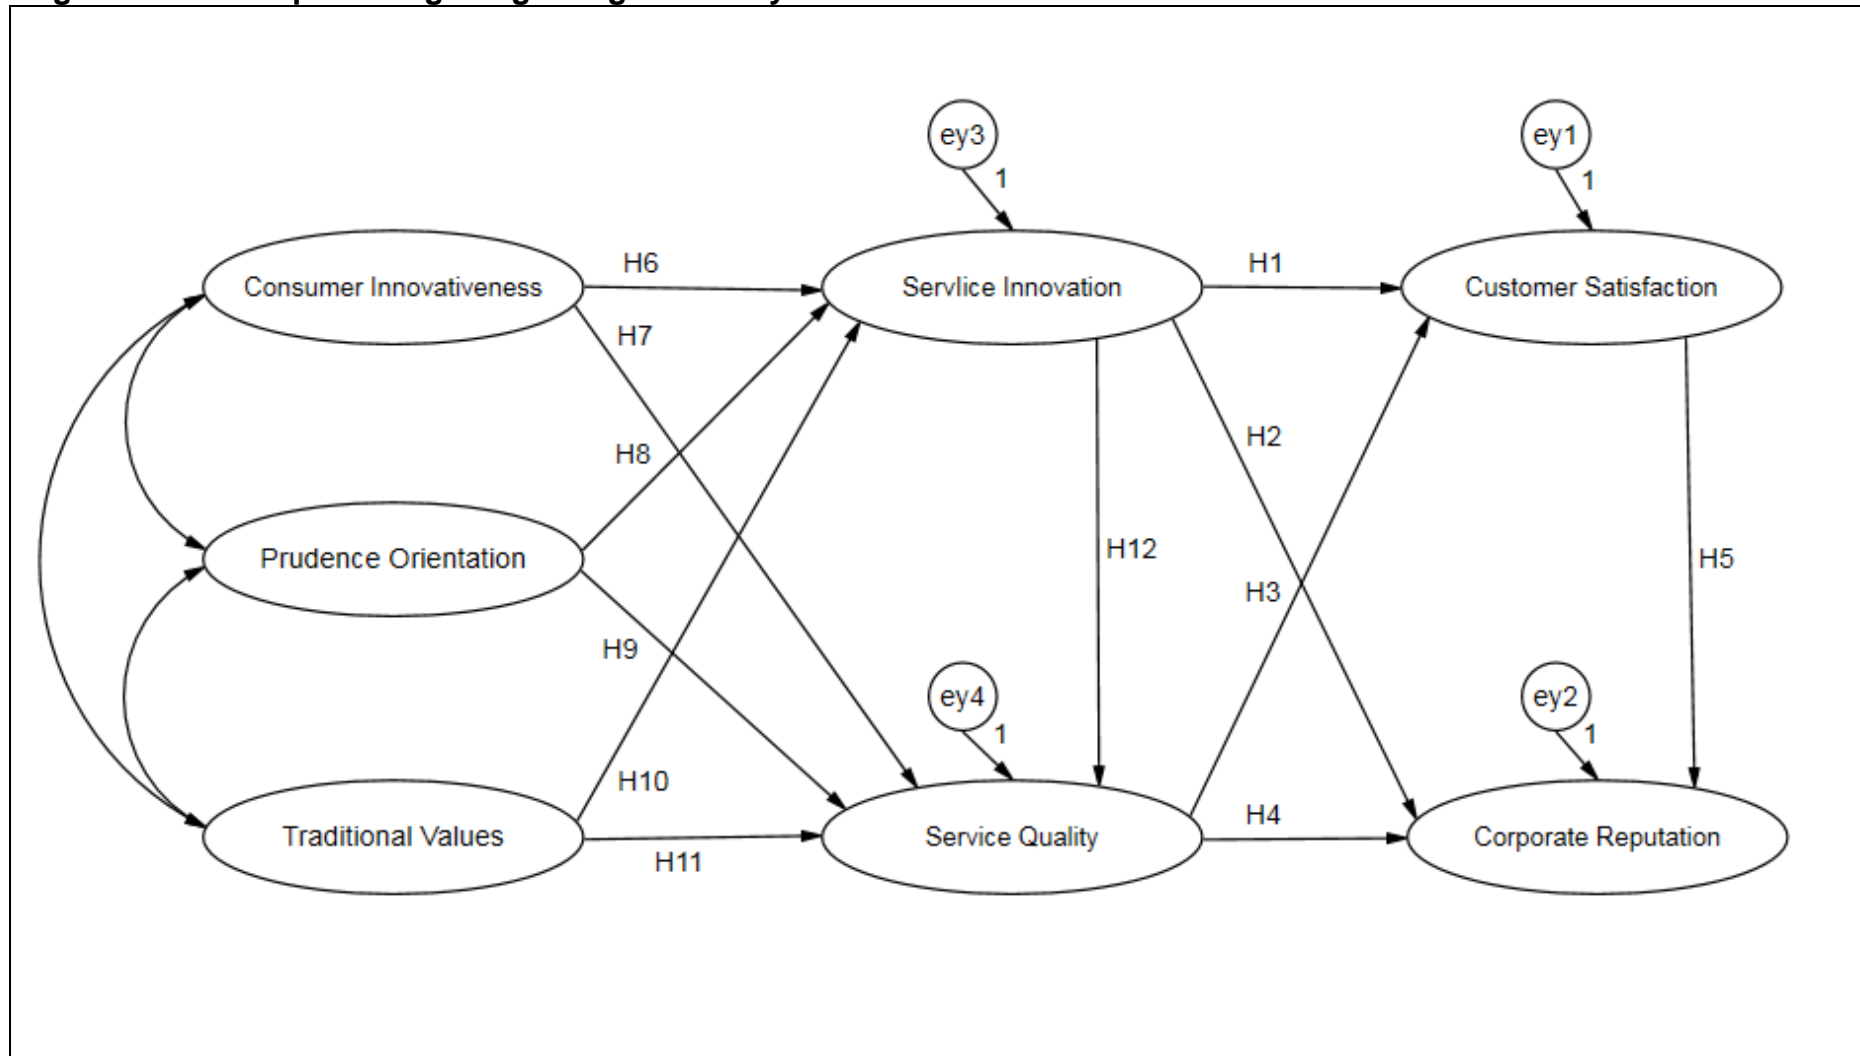 ey3
ey1
1
1
Consumer Innovativeness
H6
Servlice Innovation
H1
Customer Satisfaction
H7
H8
H2
H12
H3
H5
Prudence Orientation
H9
ey4
1
ey2
1
H10
Traditional Values
H11
Service Quality
H4
Corporate Reputation